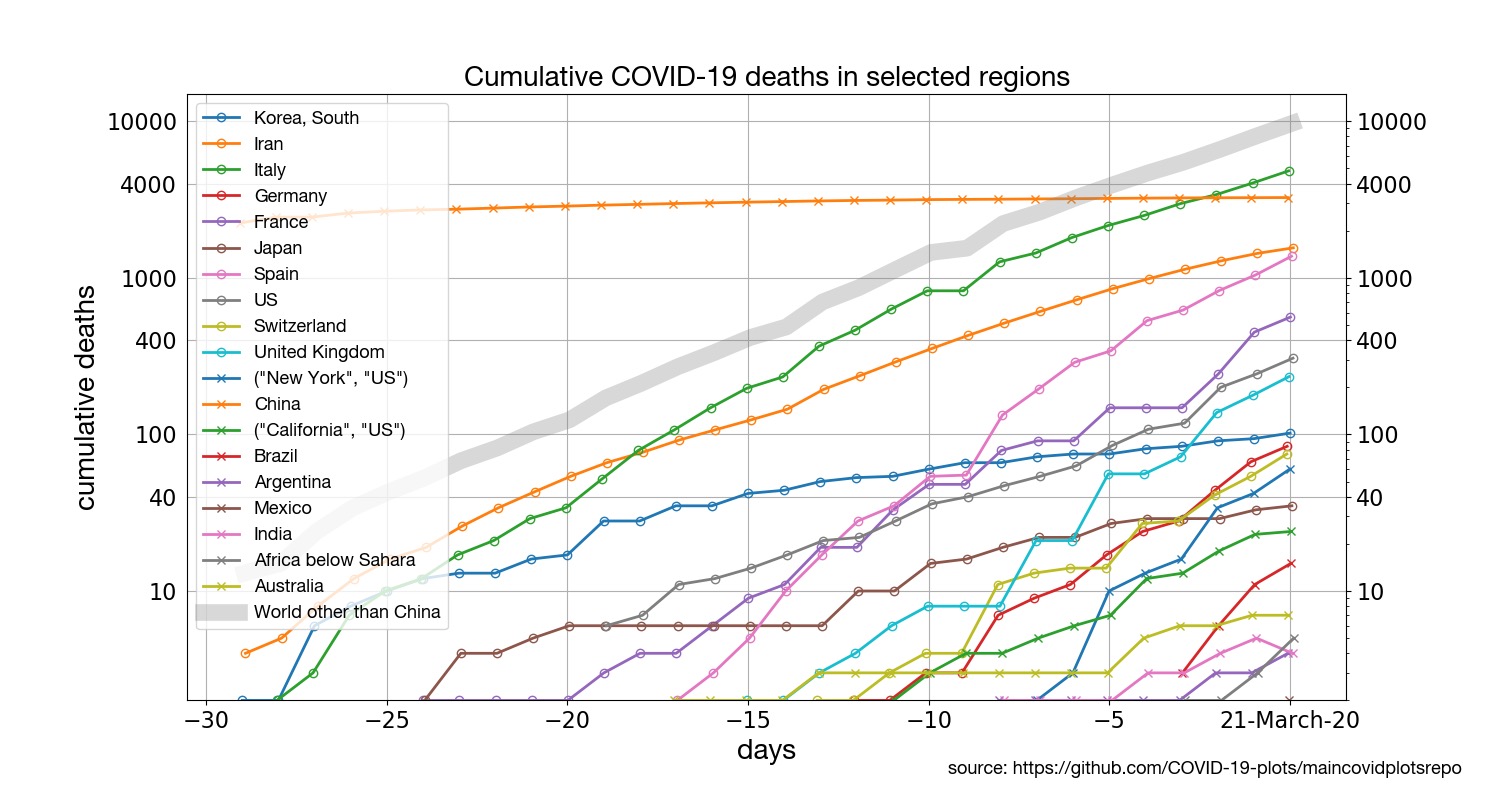 Cumulative COVID-19 deaths in selected regions
10000
4000
1000
400
100
40
10
cumulative deaths
Korea, South
Iran
Italy
Germany
France
Japan
Spain
US
Switzerland
United Kingdom
("New York", "US")
China
("California", "US")
Brazil
Argentina
Mexico
India
Africa below Sahara
Australia
World other than China
10000
4000
1000
400
100
40
10
−30
−25
−20
−15
−10
−5
21-March-20
days
source: https://github.com/COVID-19-plots/maincovidplotsrepo